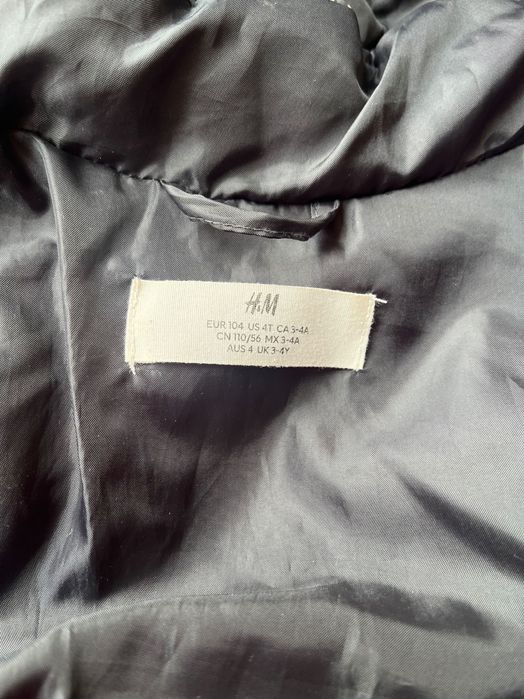 H&M
EUR 104 US 4T CA 3-4A
CN 110/56 MX 3-4A
AUS 4 UK 3-4Y